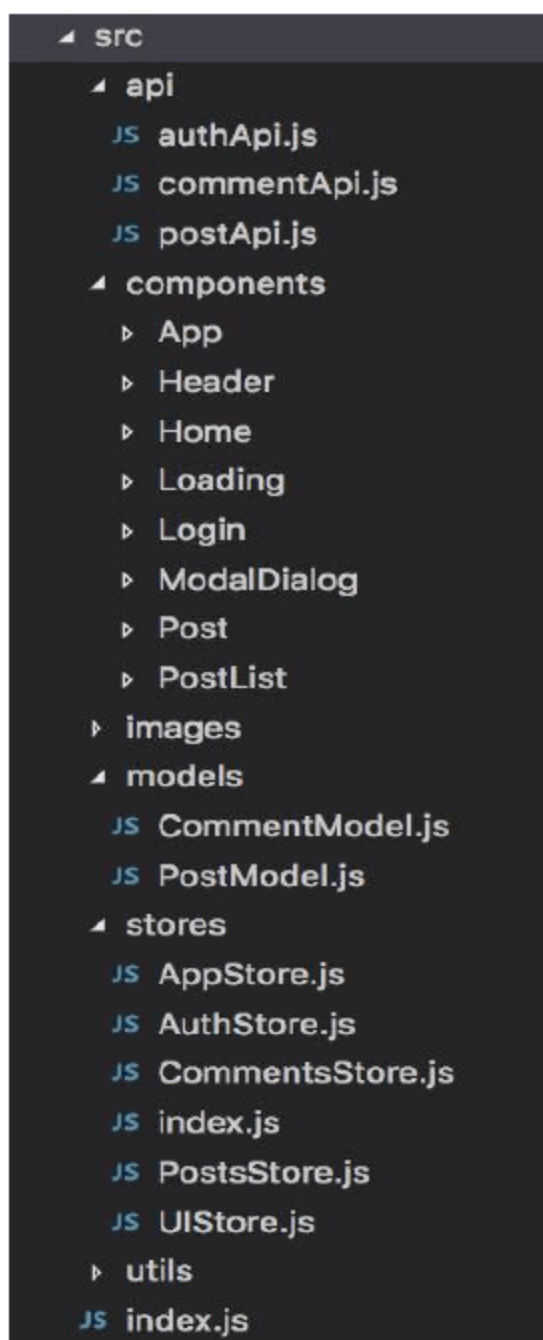 src
api
JS authApi.js
JS commentApi.js
JS postApi.js
components
App
Header
Home
Loading
Login
ModalDialog
Post
PostList
images
models
JS CommentModel.js
JS PostModel.js
stores
JS AppStore.js
JS AuthStore.js
JS CommentsStore.js
JS index.js
JS PostsStore.js
JS UIStore.js
utils
JS index.js